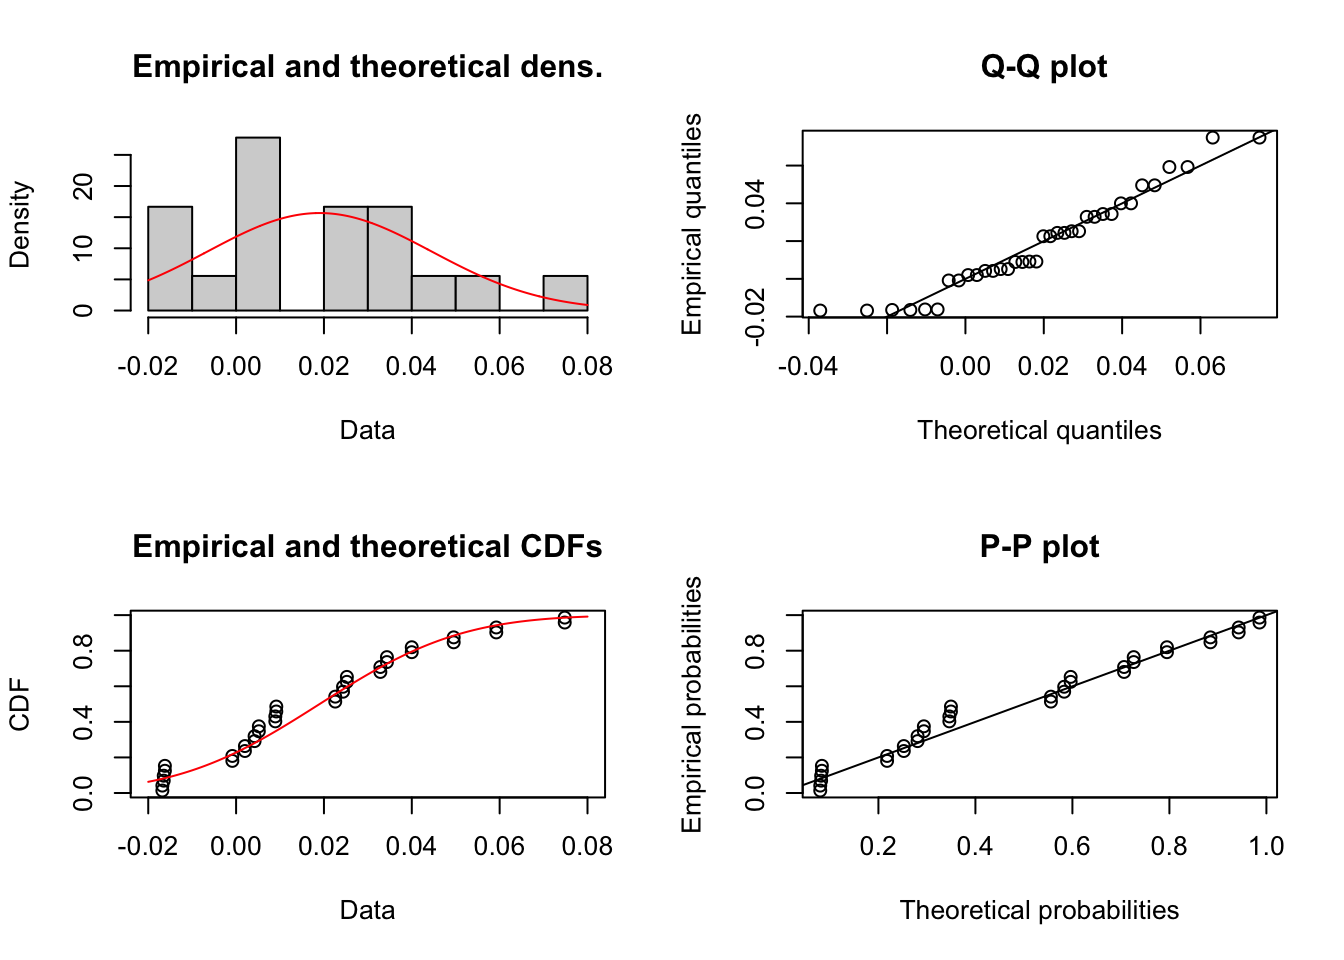 Empirical and theoretical dens.
Density
0 10 20
-0.02 0.00 0.02 0.04 0.06 0.08
Data
Q-Q plot
Empirical quantiles
-0.02 0.04
-0.04 0.00 0.02 0.04 0.06
Theoretical quantiles
Empirical and theoretical CDFs
CDF
0.0 0.4 0.8
-0.02 0.00 0.02 0.04 0.06 0.08
Data
P-P plot
Empirical probabilities
0.0 0.4 0.8
0.2 0.4 0.6 0.8 1.0
Theoretical probabilities